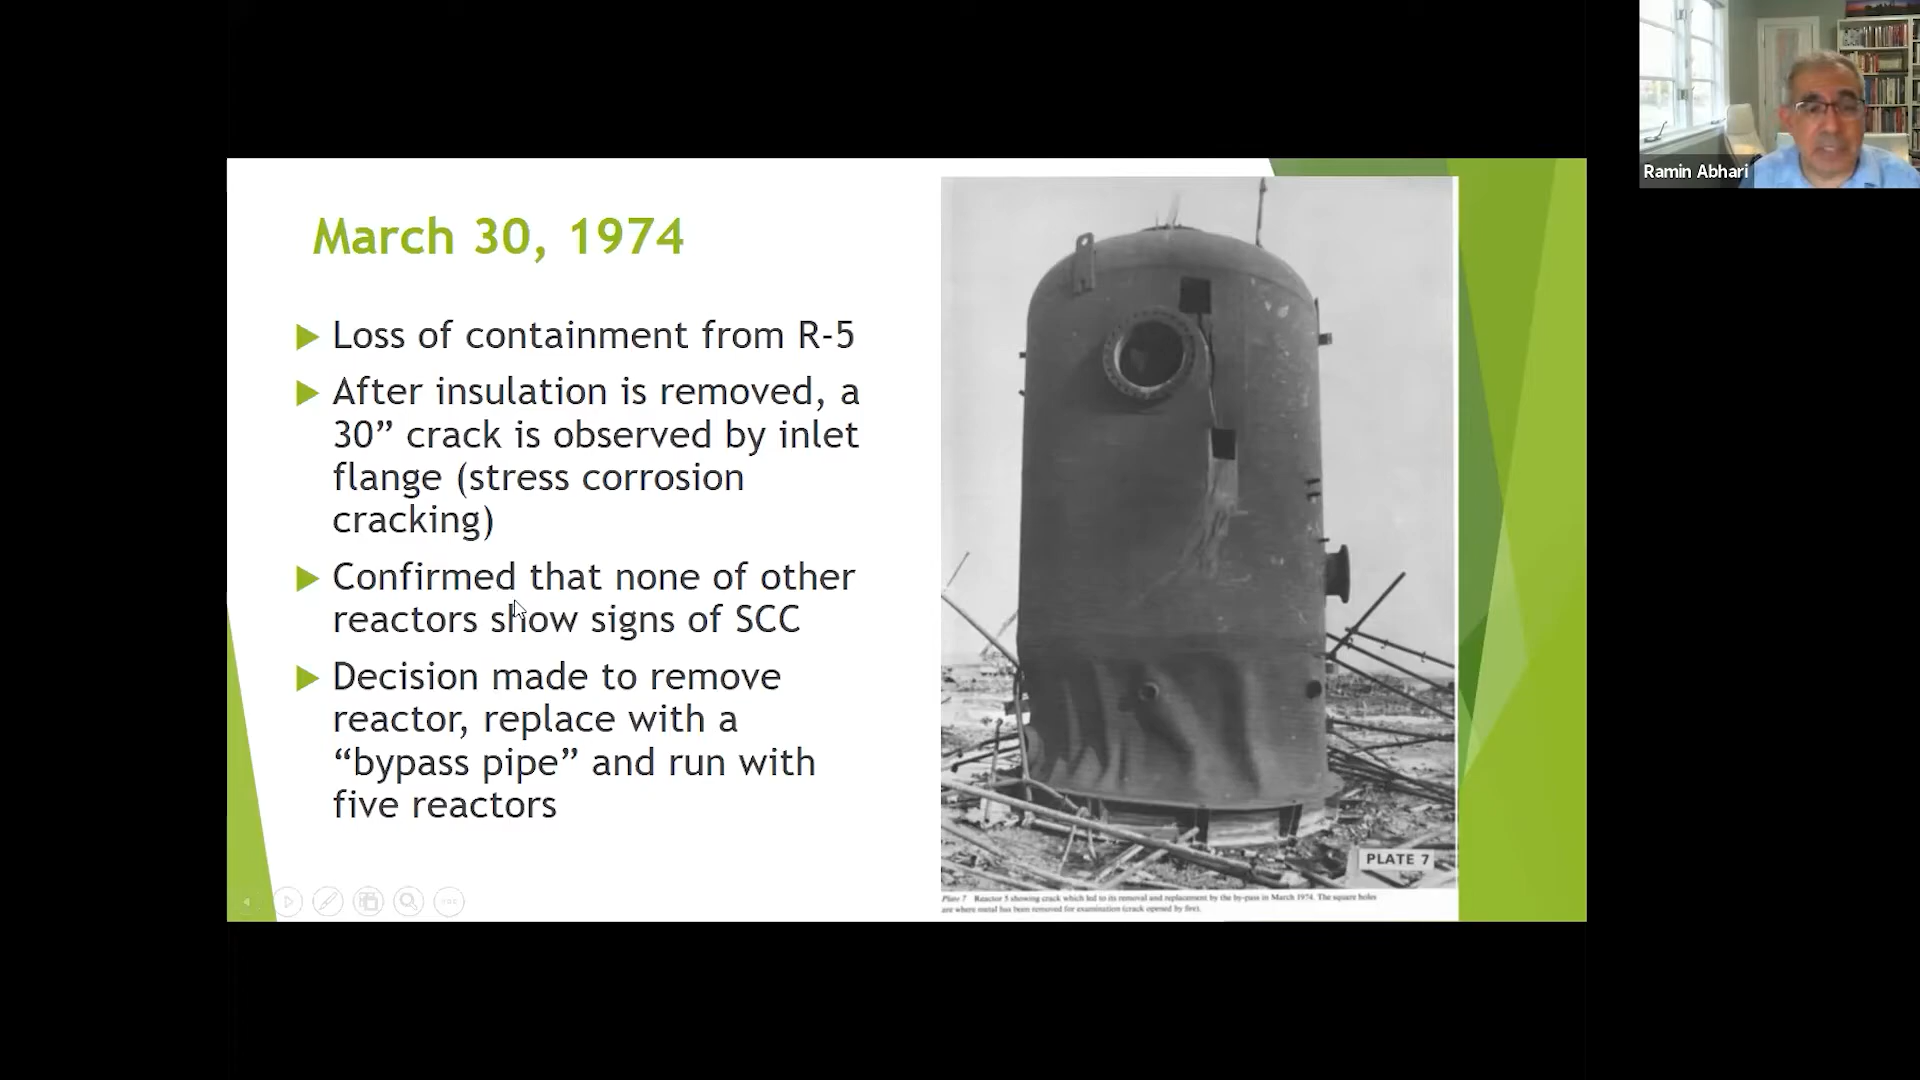 Ramin Abhari
March 30, 1974
Loss of containment from R-5
After insulation is removed, a
30” crack is observed by inlet
flange (stress corrosion
cracking)
Confirmed that none of other
reactors show signs of SCC
Decision made to remove
reactor, replace with a
“bypass pipe” and run with
five reactors
PLATE 7
Plate 7 Reactor 5 showing crack which led to its removal and replacement by the by-pass in March 1974. The square holes
are where metal has been removed for examination (crack opened by fire).